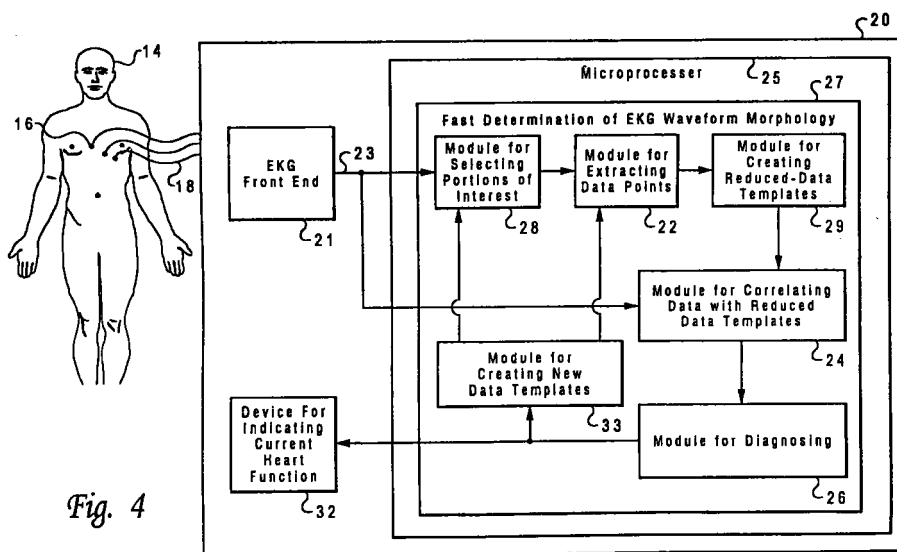 20
14
25
Microprocesser
27
16
Fast Determination of EKG Waveform Morphology
EKG
Front End
21
23
Module for
Selecting
Portions of
Interest
28
Module for
Extracting
Data Points
22
Module for
Creating
Reduced-Data
Templates
29
18
Module for Correlating
Data with Reduced
Data Templates
24
Module for
Creating New
Data Templates
33
Device For
Indicating
Current
Heart
Function
32
Module for Diagnosing
26
Fig. 4